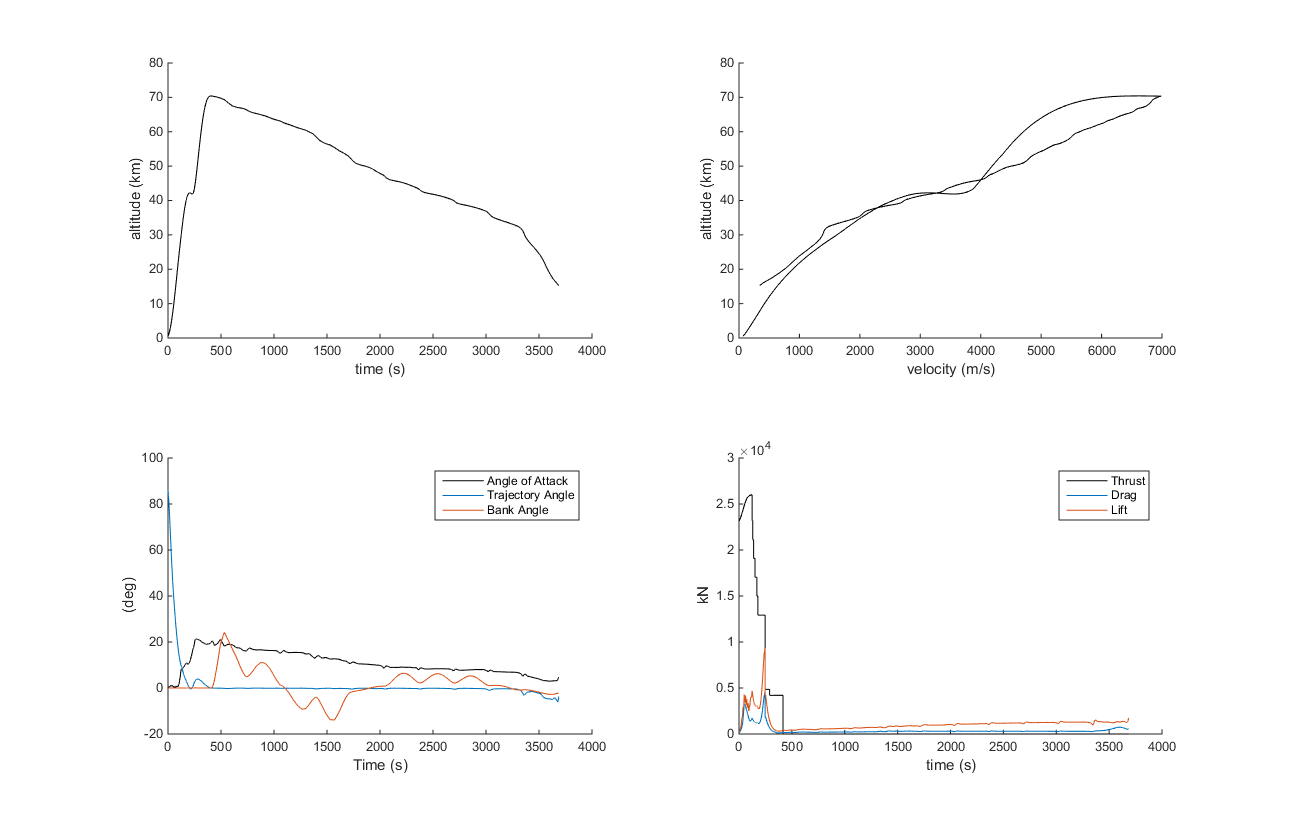 80
70
60
50
40
30
20
10
0
altitude (km)
0 500 1000 1500 2000 2500 3000 3500 4000
time (s)
80
70
60
50
40
30
20
10
0
altitude (km)
0 1000 2000 3000 4000 5000 6000 7000
velocity (m/s)
100
80
60
40
20
0
-20
(deg)
Angle of Attack
Trajectory Angle
Bank Angle
0 500 1000 1500 2000 2500 3000 3500 4000
Time (s)
×10⁴
3
2.5
2
1.5
1
0.5
0
kN
Thrust
Drag
Lift
0 500 1000 1500 2000 2500 3000 3500 4000
time (s)